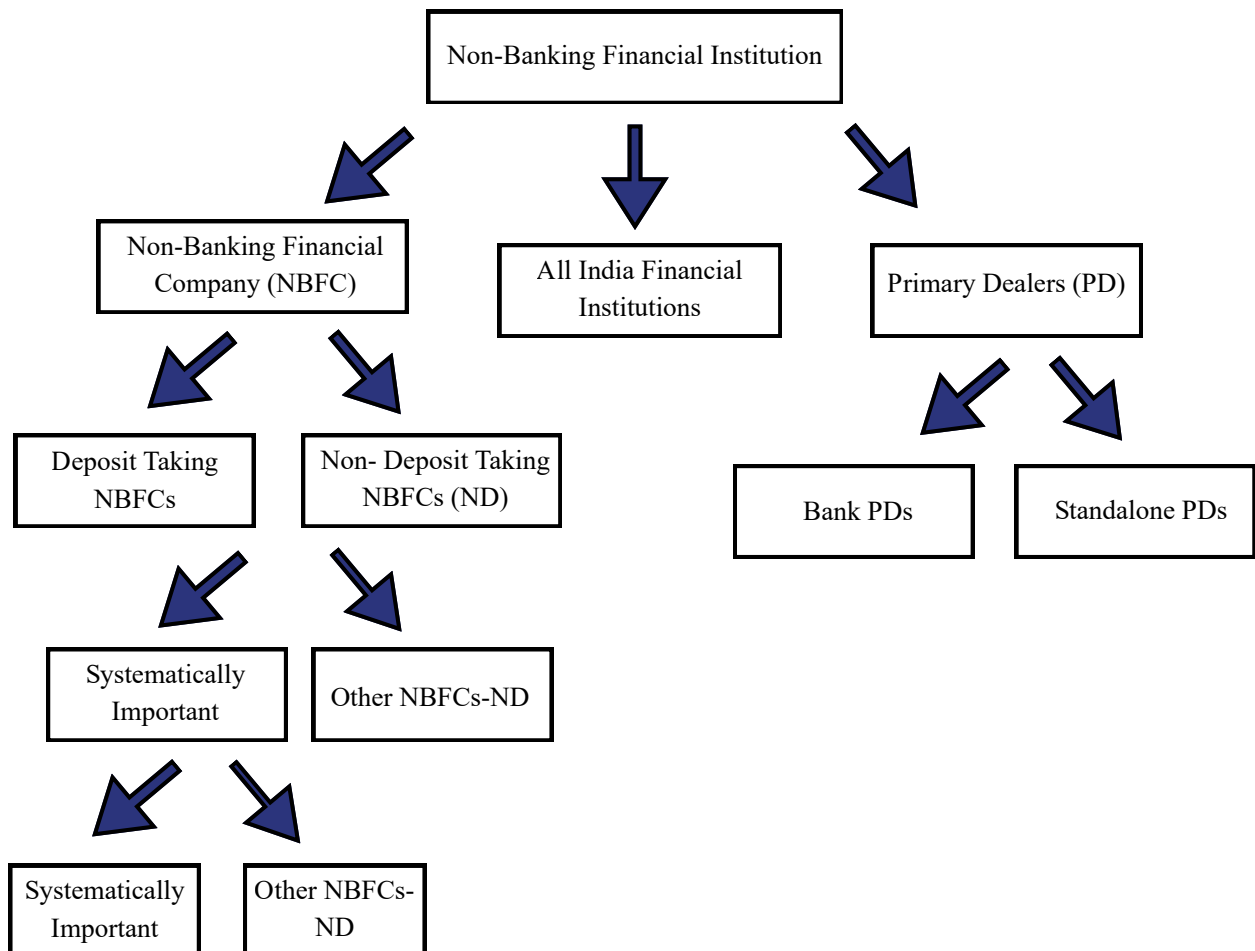 Non-Banking Financial Institution
Non-Banking Financial
Company (NBFC)
All India Financial
Institutions
Primary Dealers (PD)
Deposit Taking
NBFCs
Non- Deposit Taking
NBFCs (ND)
Bank PDs
Standalone PDs
Systematically
Important
Other NBFCs-ND
Systematically
Important
Other NBFCs-
ND